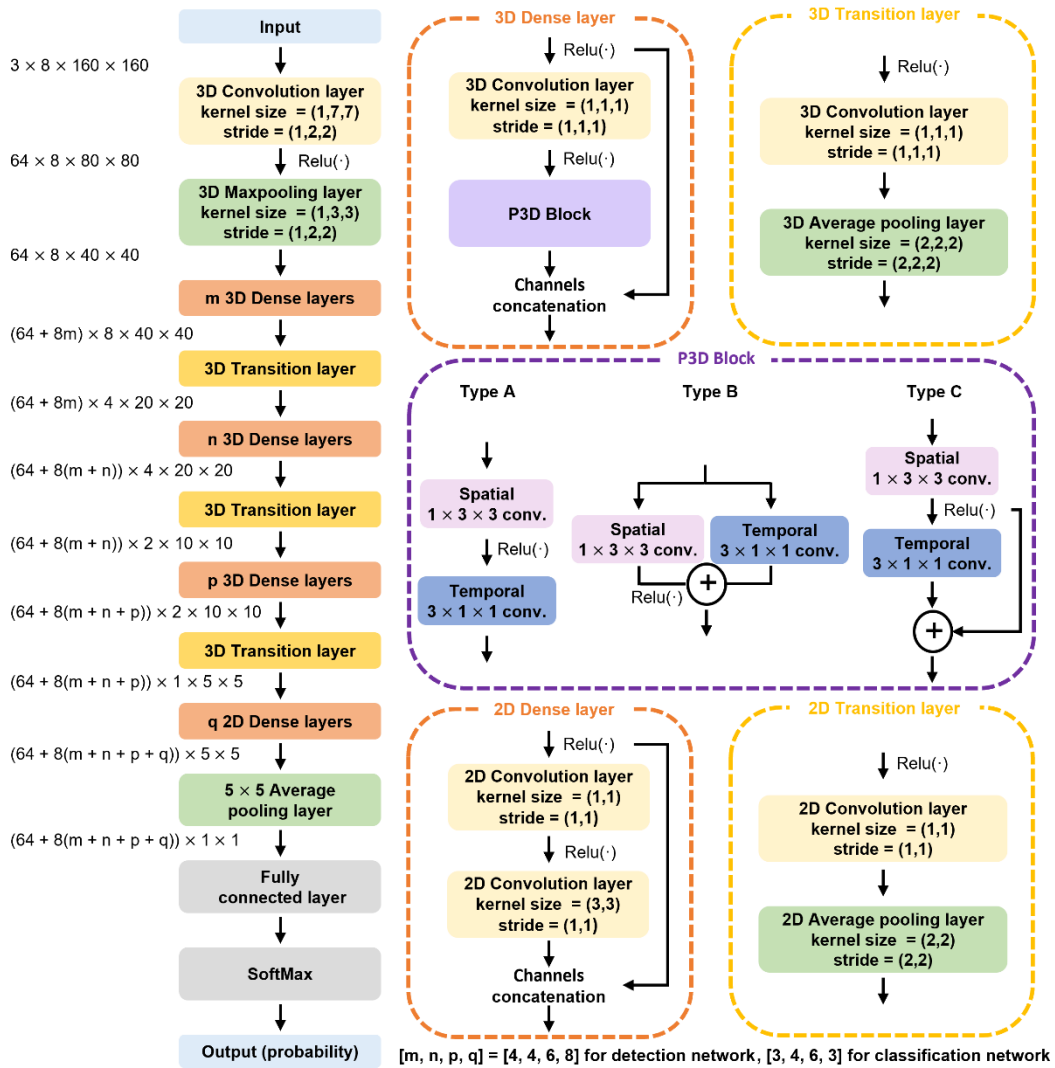 Input
3 × 8 × 160 × 160
3D Convolution layer
kernel size = (1,7,7)
stride = (1,2,2)
64 × 8 × 80 × 80
Relu(·)
3D Maxpooling layer
kernel size = (1,3,3)
stride = (1,2,2)
64 × 8 × 40 × 40
m 3D Dense layers
(64 + 8m) × 8 × 40 × 40
3D Transition layer
(64 + 8m) × 4 × 20 × 20
n 3D Dense layers
(64 + 8(m + n)) × 4 × 20 × 20
3D Transition layer
(64 + 8(m + n)) × 2 × 10 × 10
p 3D Dense layers
(64 + 8(m + n + p)) × 2 × 10 × 10
3D Transition layer
(64 + 8(m + n + p)) × 1 × 5 × 5
q 2D Dense layers
(64 + 8(m + n + p + q)) × 5 × 5
5 × 5 Average
pooling layer
(64 + 8(m + n + p + q)) × 1 × 1
Fully
connected layer
SoftMax
Output (probability)
3D Dense layer
Relu(·)
3D Convolution layer
kernel size = (1,1,1)
stride = (1,1,1)
Relu(·)
P3D Block
Channels
concatenation
3D Transition layer
Relu(·)
3D Convolution layer
kernel size = (1,1,1)
stride = (1,1,1)
3D Average pooling layer
kernel size = (2,2,2)
stride = (2,2,2)
P3D Block
Type A
Spatial
1 × 3 × 3 conv.
Relu(·)
Temporal
3 × 1 × 1 conv.
Type B
Spatial
1 × 3 × 3 conv.
Temporal
3 × 1 × 1 conv.
Relu(·)
+
Type C
Spatial
1 × 3 × 3 conv.
Relu(·)
Temporal
3 × 1 × 1 conv.
+
2D Dense layer
Relu(·)
2D Convolution layer
kernel size = (1,1)
stride = (1,1)
Relu(·)
2D Convolution layer
kernel size = (3,3)
stride = (1,1)
Channels
concatenation
2D Transition layer
Relu(·)
2D Convolution layer
kernel size = (1,1)
stride = (1,1)
2D Average pooling layer
kernel size = (2,2)
stride = (2,2)
[m, n, p, q] = [4, 4, 6, 8] for detection network, [3, 4, 6, 3] for classification network